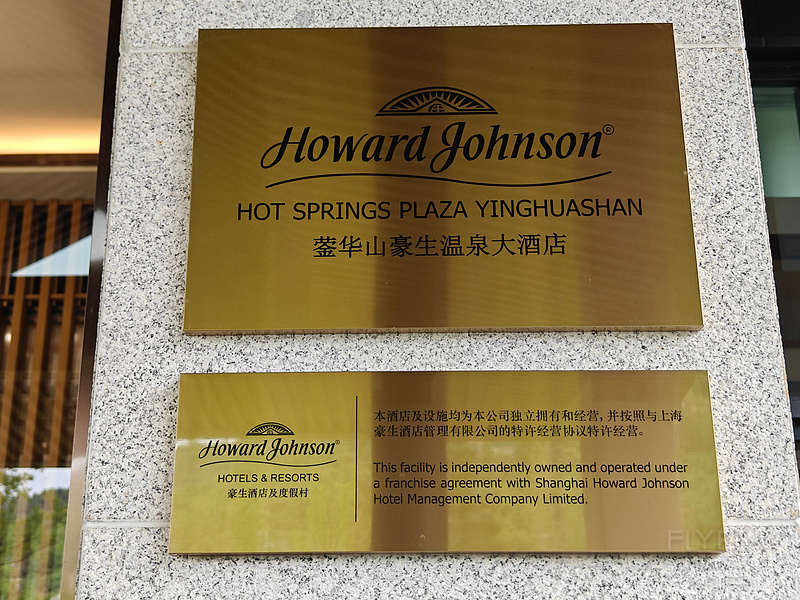 Howard Johnson®
HOT SPRINGS PLAZA YINGHUASHAN
蓥华山豪生温泉大酒店
Howard Johnson®
HOTELS & RESORTS
豪生酒店及度假村
本酒店及设施均为本公司独立拥有和经营，并按照与上海
豪生酒店管理有限公司的特许经营协议特许经营。
This facility is independently owned and operated under
a franchise agreement with Shanghai Howard Johnson
Hotel Management Company Limited.